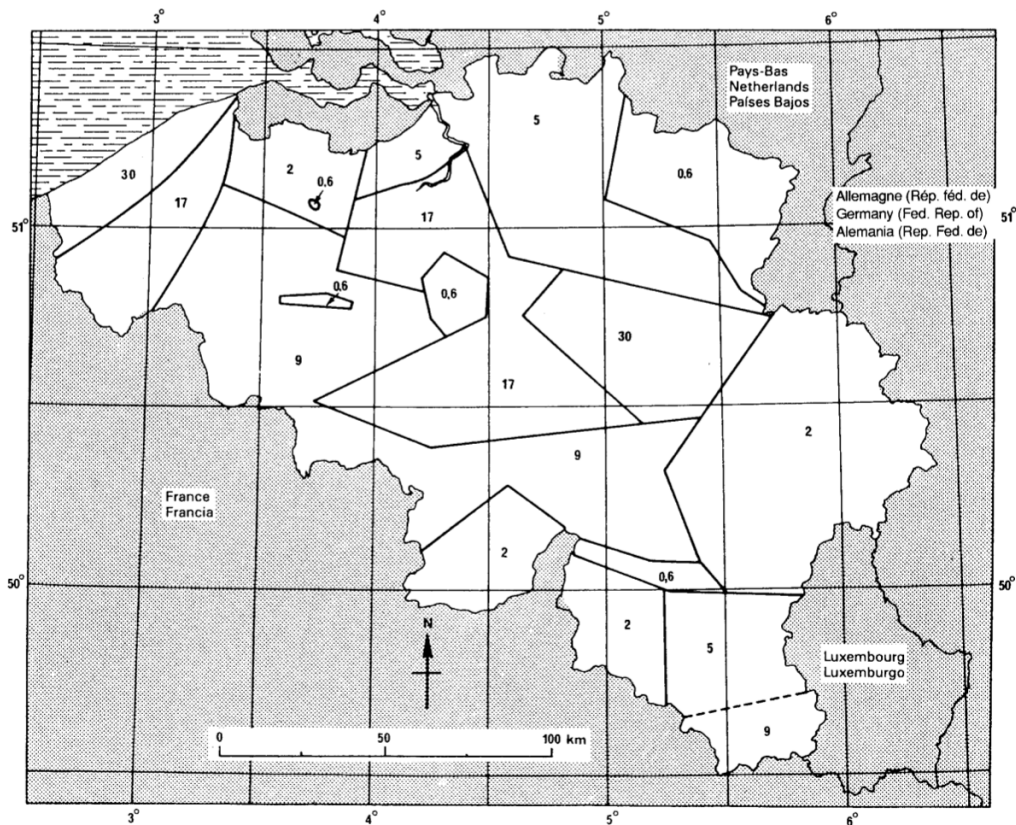 3°
4°
5°
6°
Pays-Bas
Netherlands
Países Bajos
5
30
2
0,6
5
0,6
17
17
Allemagne (Rép. féd. de)
Germany (Fed. Rep. of)
Alemania (Rep. Fed. de)
51°
51°
0,6
0,6
9
30
17
2
9
France
Francia
2
0,6
50°
50°
N
2
5
Luxembourg
Luxemburgo
9
0
50
100 km
3°
4°
5°
6°